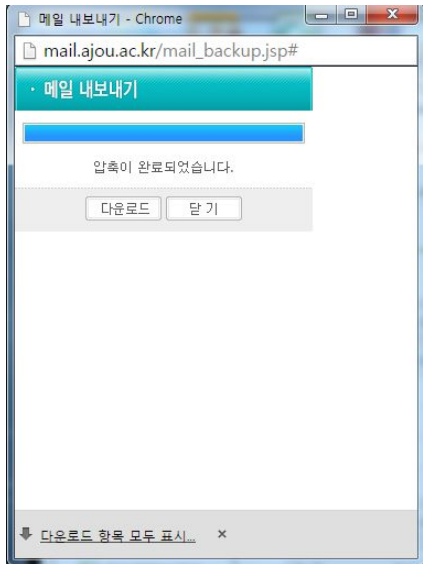 메일 내보내기 - Chrome
mail.ajou.ac.kr/mail_backup.jsp#
· 메일 내보내기
압축이 완료되었습니다.
다운로드 닫 기
다운로드 항목 모두 표시...